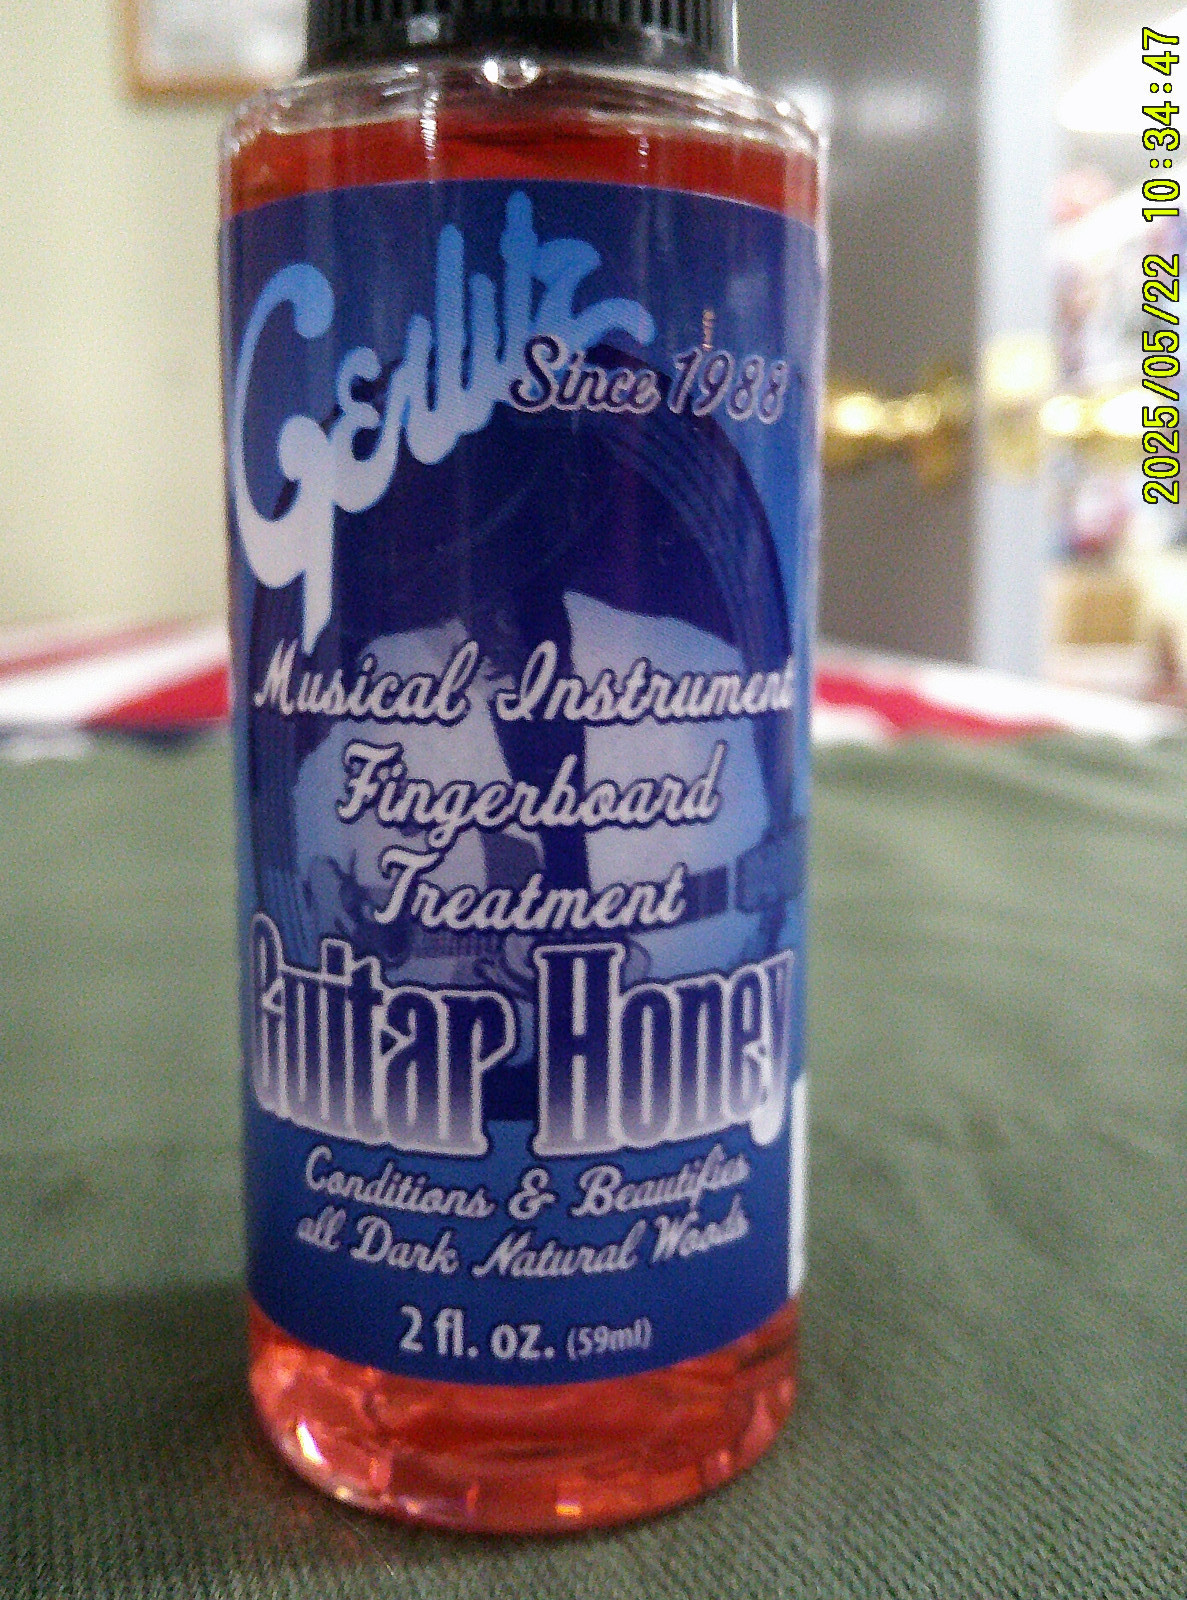 Gerlitz
Since 1988
Musical Instrument
Fingerboard
Treatment
Guitar Honey
Conditions & Beautifies
all Dark Natural Woods
2 fl. oz. (59ml)
2025/05/22 10:34:47